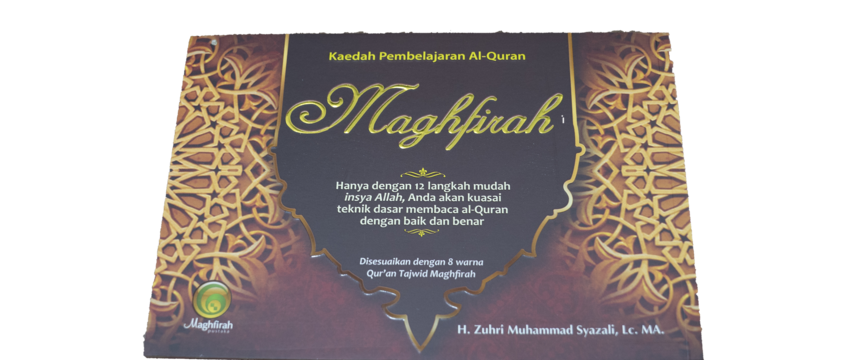 Kaedah Pembelajaran Al-Quran
Maghfirah
Hanya dengan 12 langkah mudah
insya Allah, Anda akan kuasai
teknik dasar membaca al-Quran
dengan baik dan benar
Disesuaikan dengan 8 warna
Qur'an Tajwid Maghfirah
Maghfirah
pustaka
H. Zuhri Muhammad Syazali, Lc. MA.